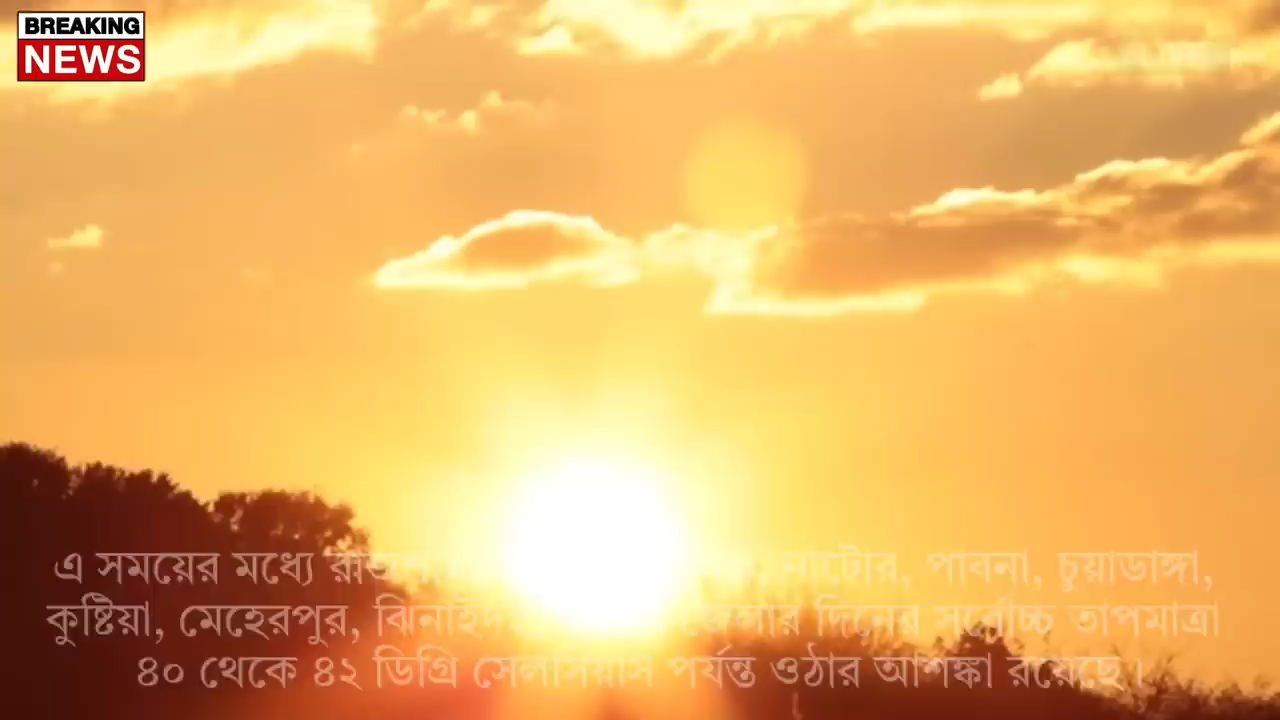 BREAKING
NEWS
এ সময়ের মধ্যে নাটোর, পাবনা, চুয়াডাঙ্গা,
কুষ্টিয়া, মেহেরপুর, জেলার দিনের সর্বোচ্চ তাপমাত্রা
৪০ থেকে ৪২ ডিগ্রি সেলসিয়াস পর্যন্ত ওঠার আশঙ্কা রয়েছে।